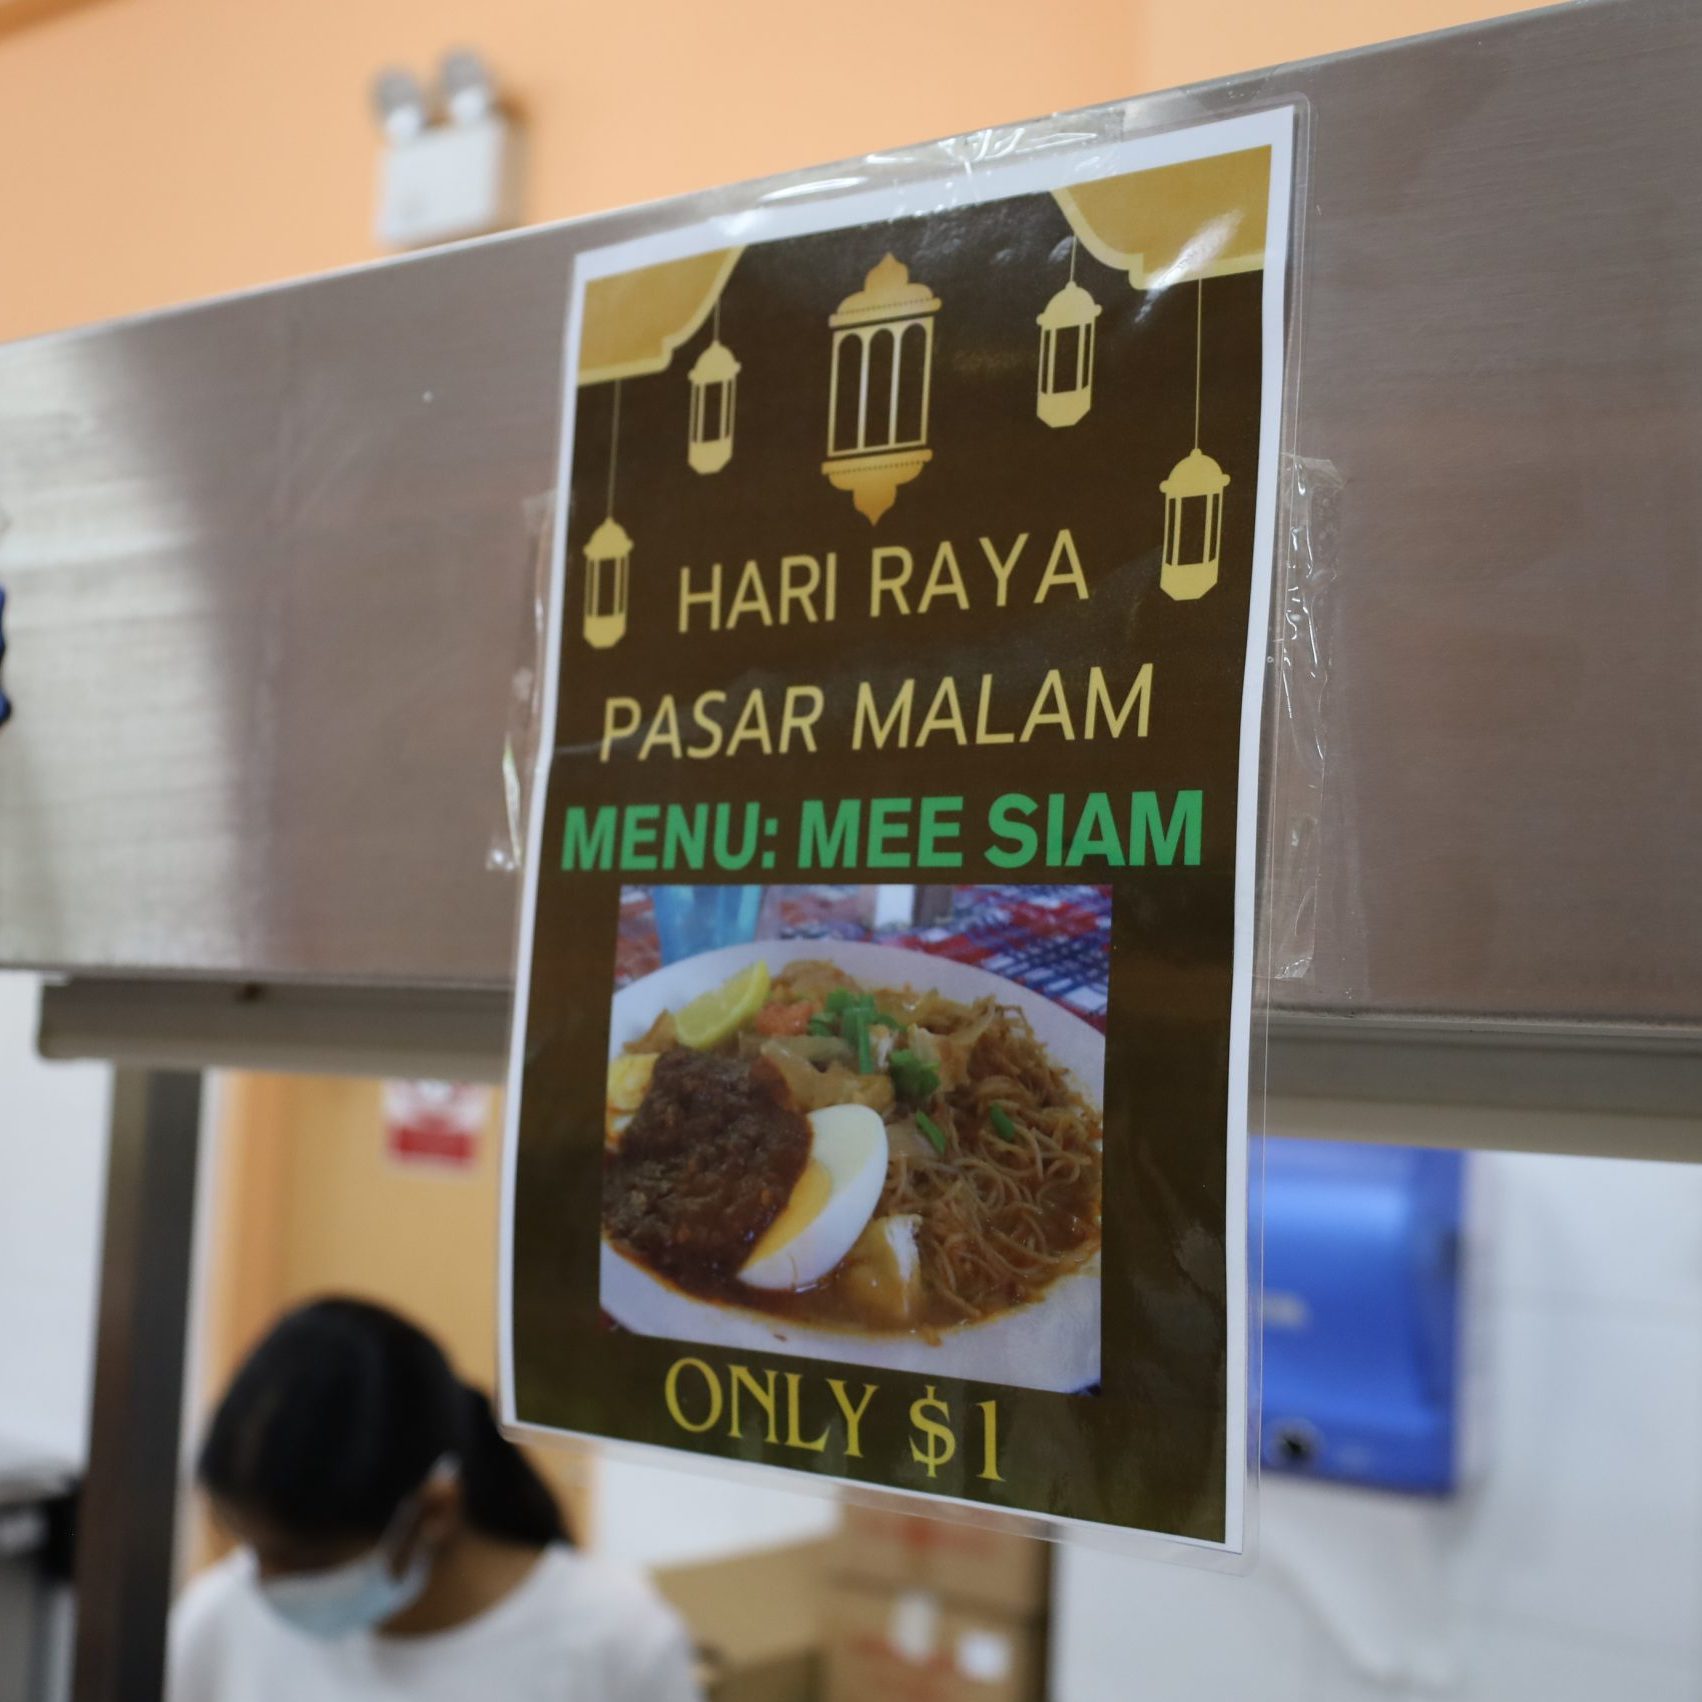 HARI RAYA
PASAR MALAM
MENU: MEE SIAM
ONLY $1